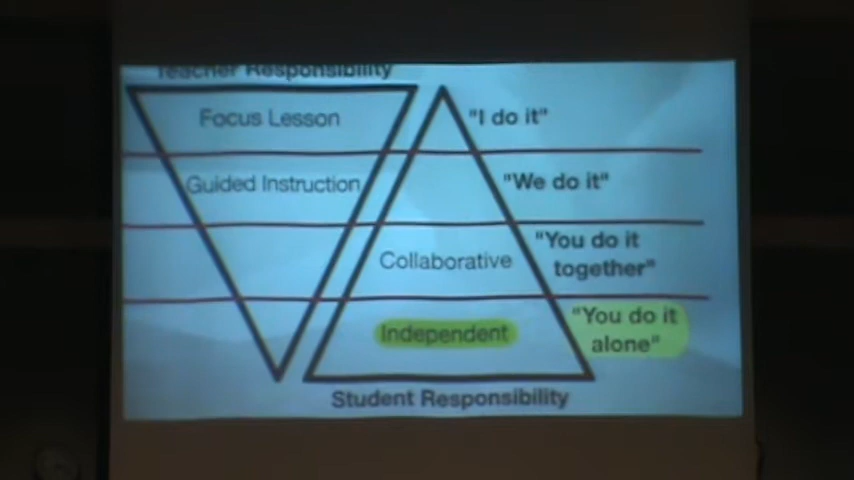 Teacher Responsibility
Focus Lesson
"I do it"
Guided Instruction
"We do it"
Collaborative
"You do it
together"
Independent
"You do it
alone"
Student Responsibility